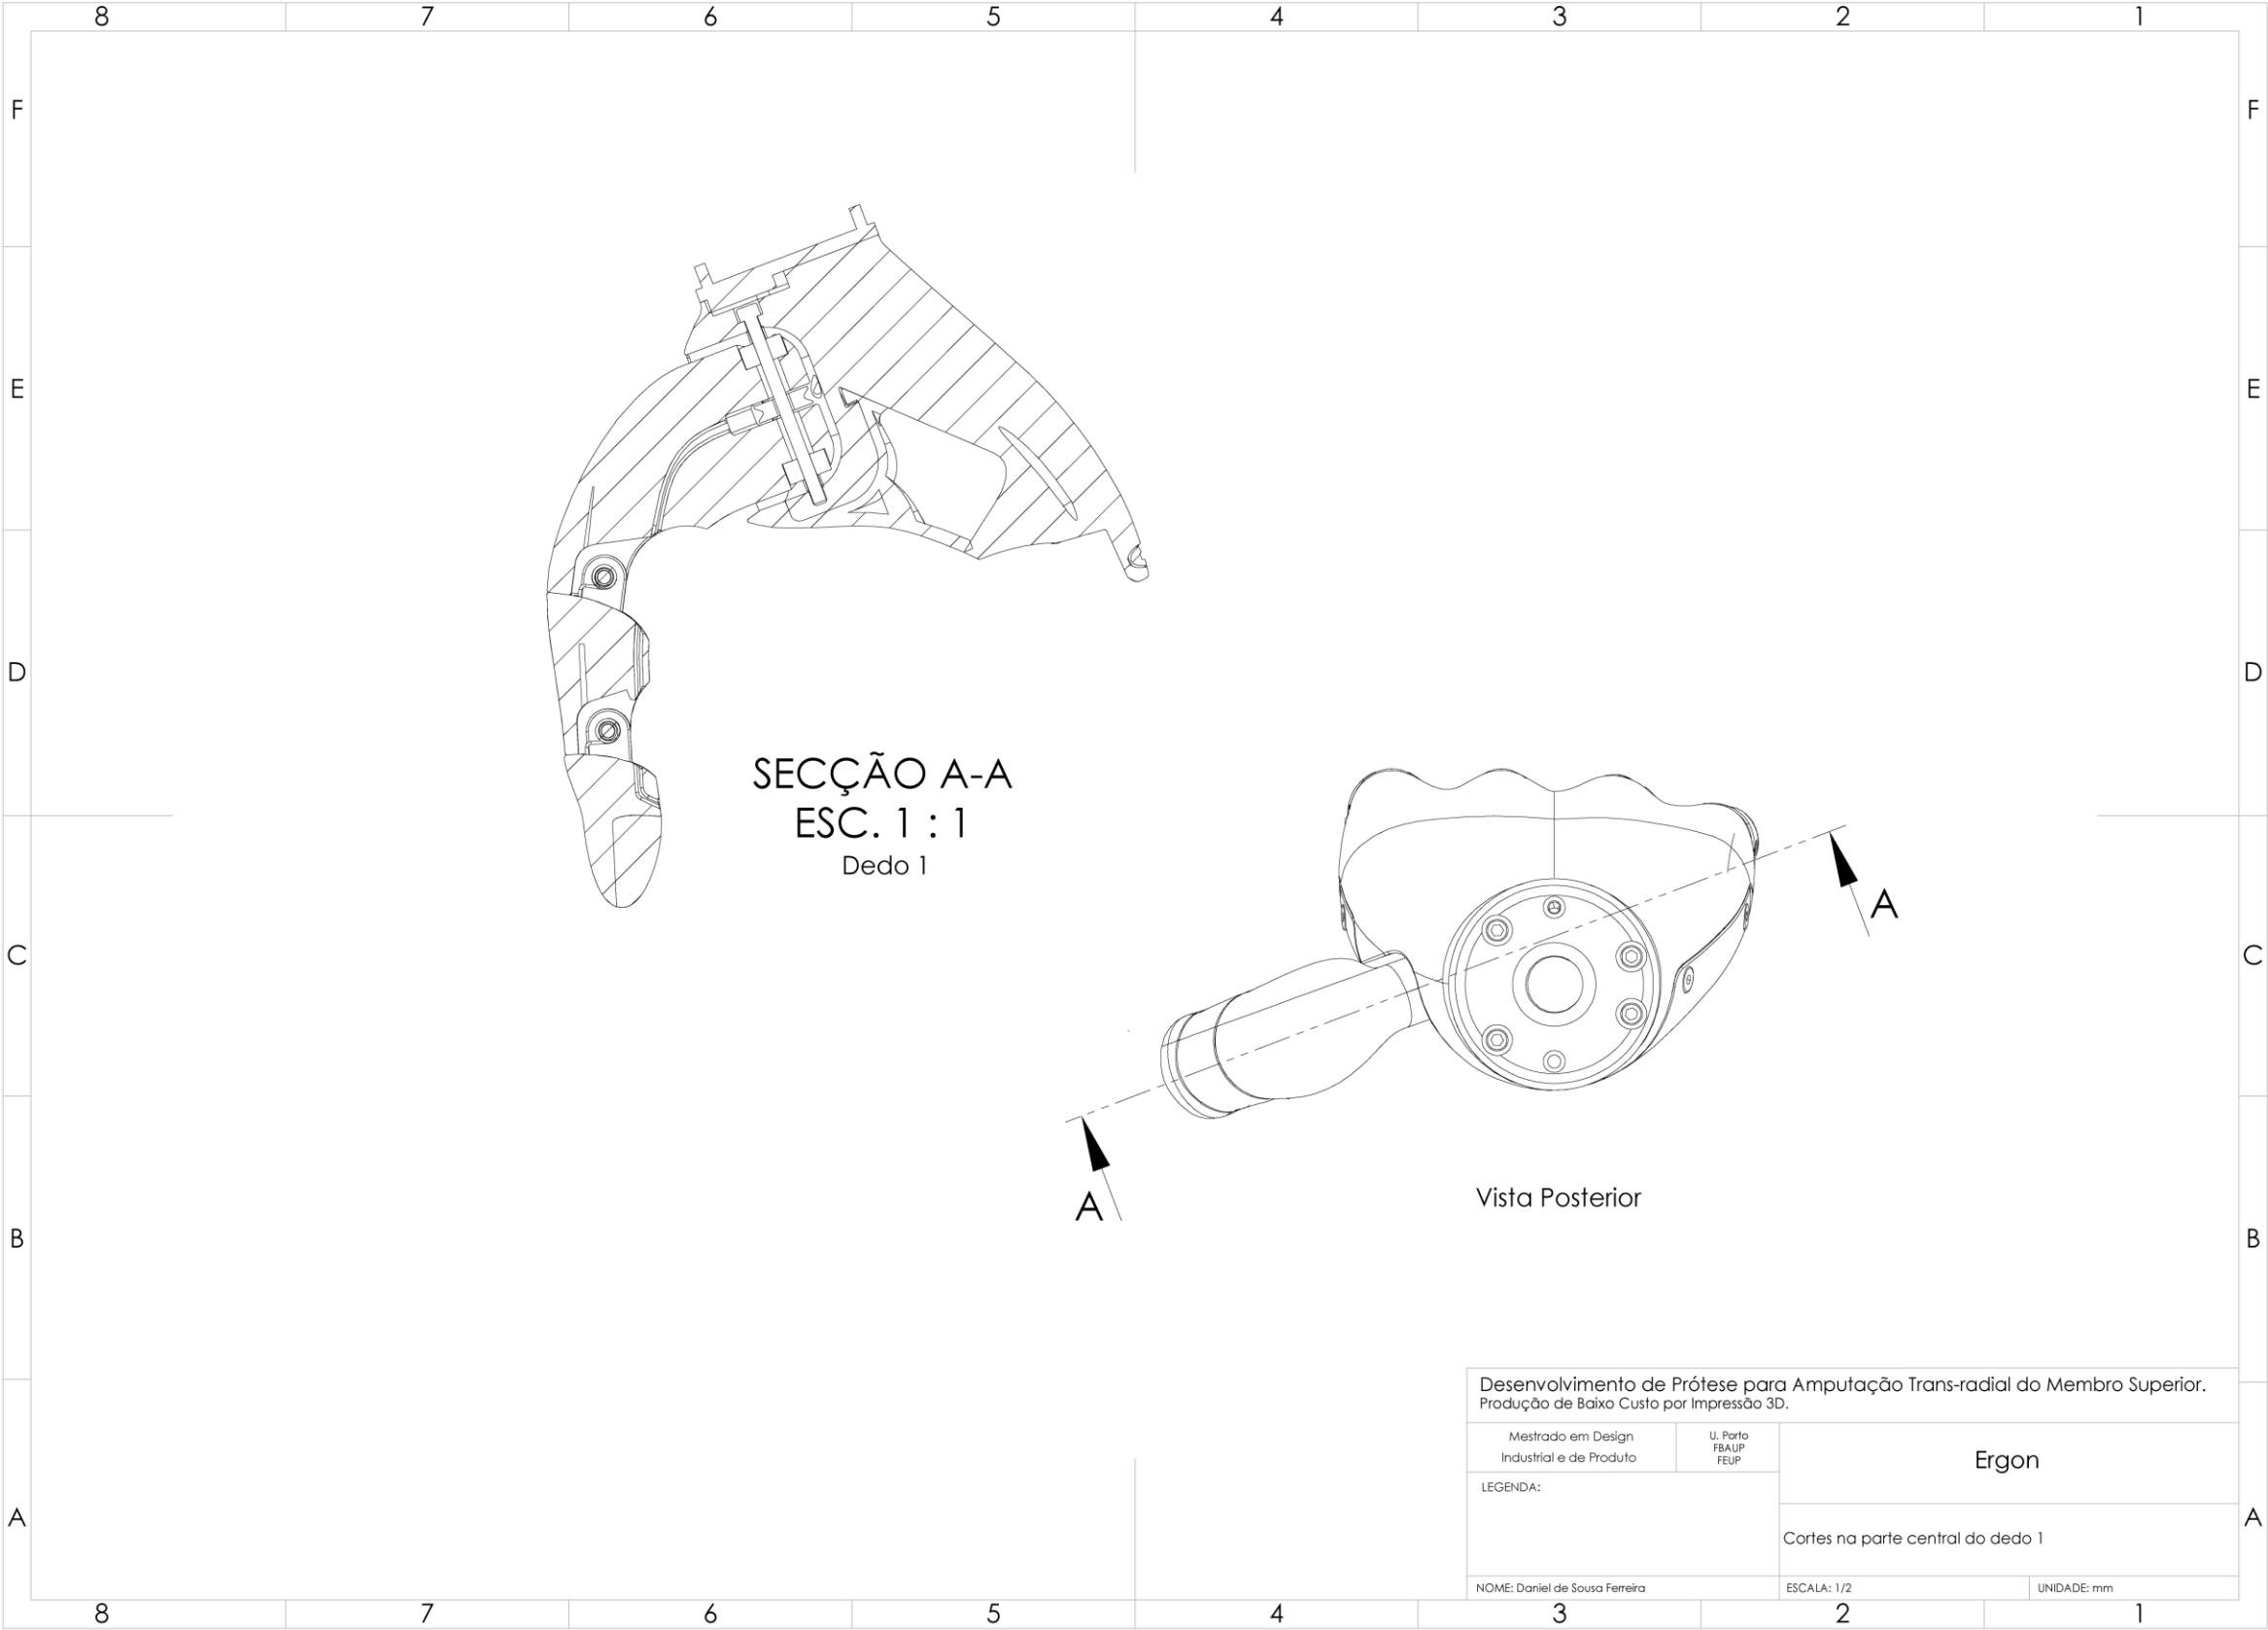 8 7 6 5 4 3 2 1
F F
E E
D D
C C
B B
A A
SECÇÃO A-A
ESC. 1 : 1
Dedo 1
A
A
Vista Posterior
Desenvolvimento de Prótese para Amputação Trans-radial do Membro Superior.
Produção de Baixo Custo por Impressão 3D.
Mestrado em Design
Industrial e de Produto
U. Porto
FBAUP
FEUP
Ergon
LEGENDA:
Cortes na parte central do dedo 1
NOME: Daniel de Sousa Ferreira
ESCALA: 1/2
UNIDADE: mm
8 7 6 5 4 3 2 1